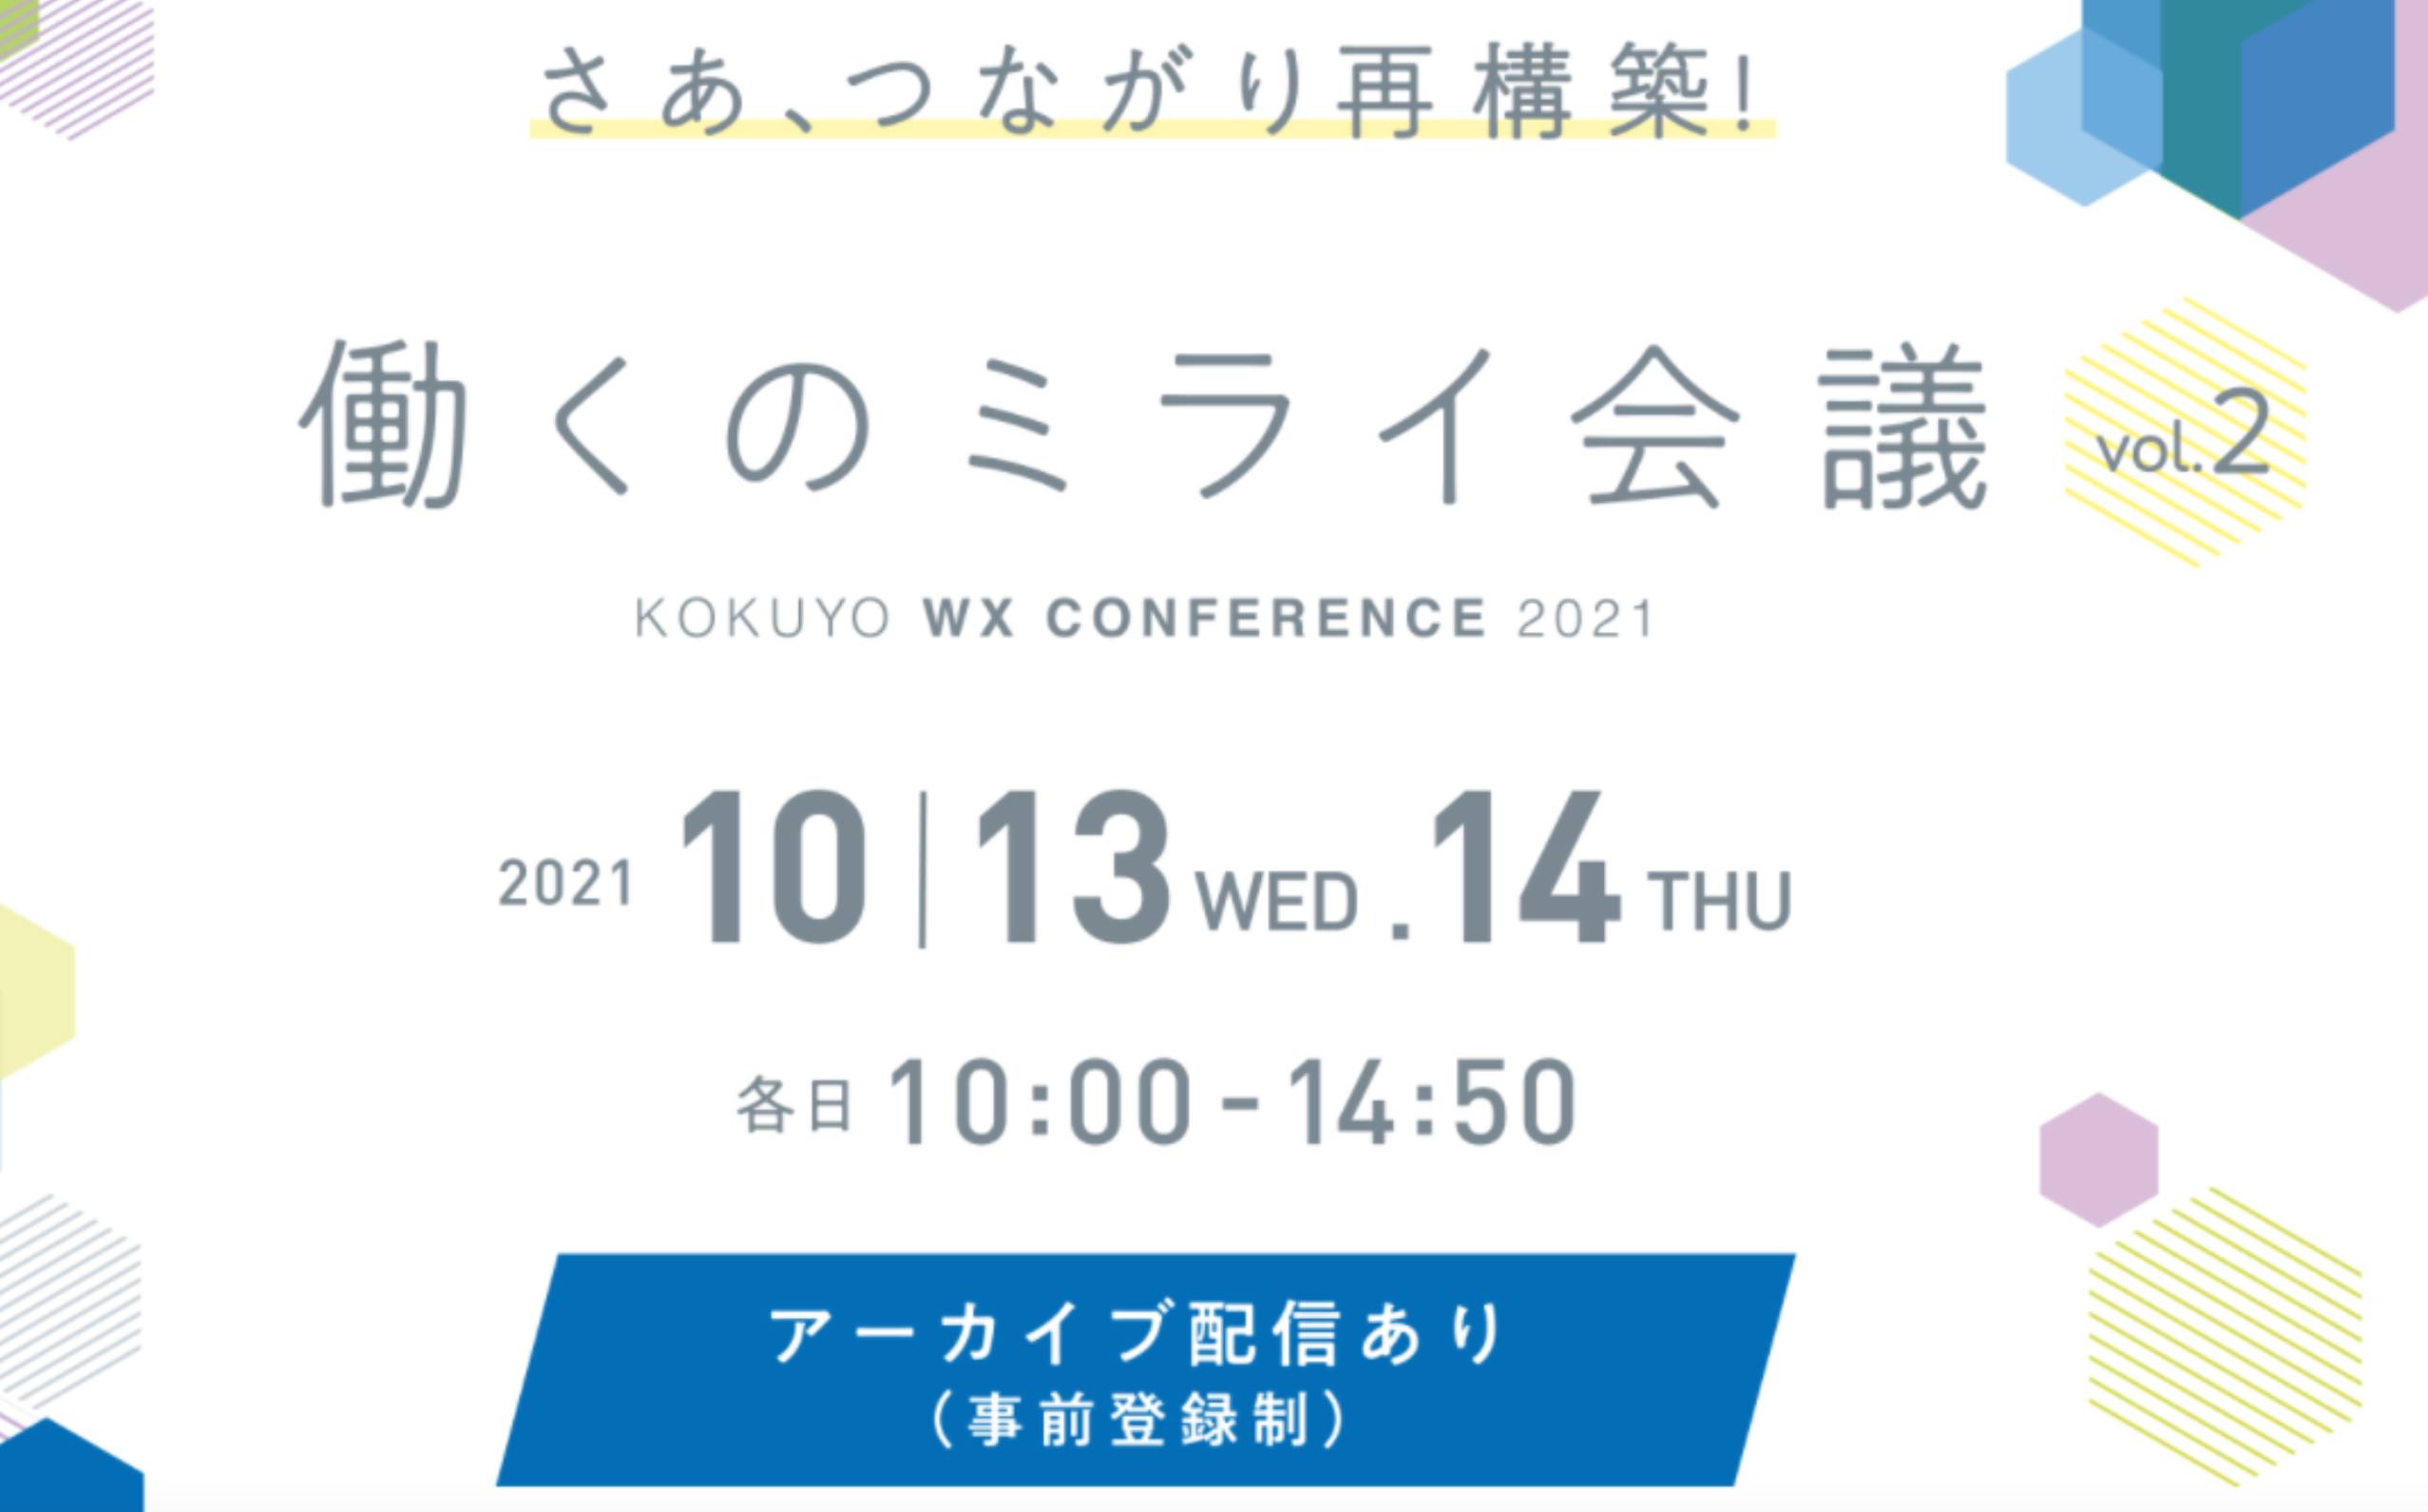 さあ、つながり再構築!
働くのミライ会議 vol.2
KOKUYO WX CONFERENCE 2021
2021 10|13 WED .14 THU
各日 10:00-14:50
アーカイブ配信あり
(事前登録制)